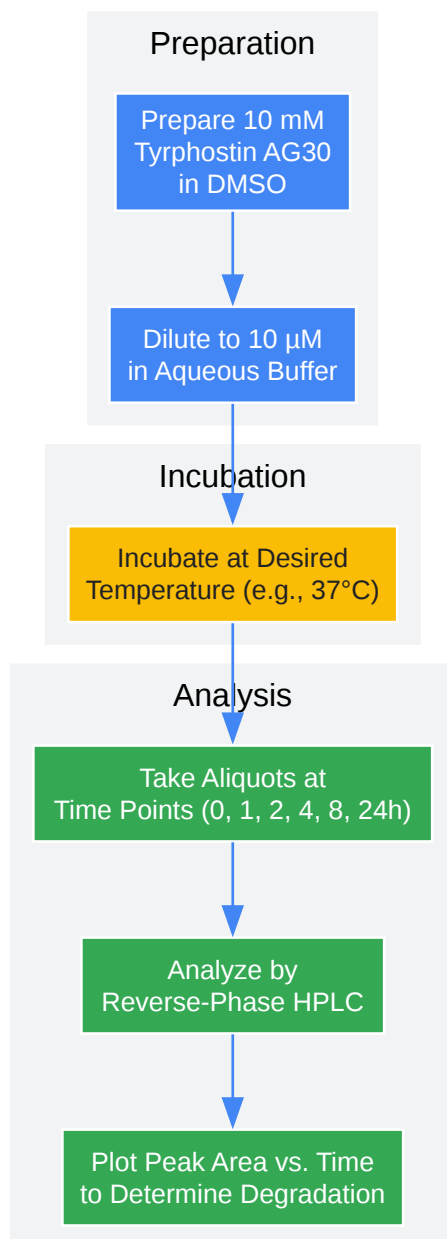 Preparation
Prepare 10 mM
Tyrphostin AG30
in DMSO
Dilute to 10 µM
in Aqueous Buffer
Incubation
Incubate at Desired
Temperature (e.g., 37°C)
Analysis
Take Aliquots at
Time Points (0, 1, 2, 4, 8, 24h)
Analyze by
Reverse-Phase HPLC
Plot Peak Area vs. Time
to Determine Degradation